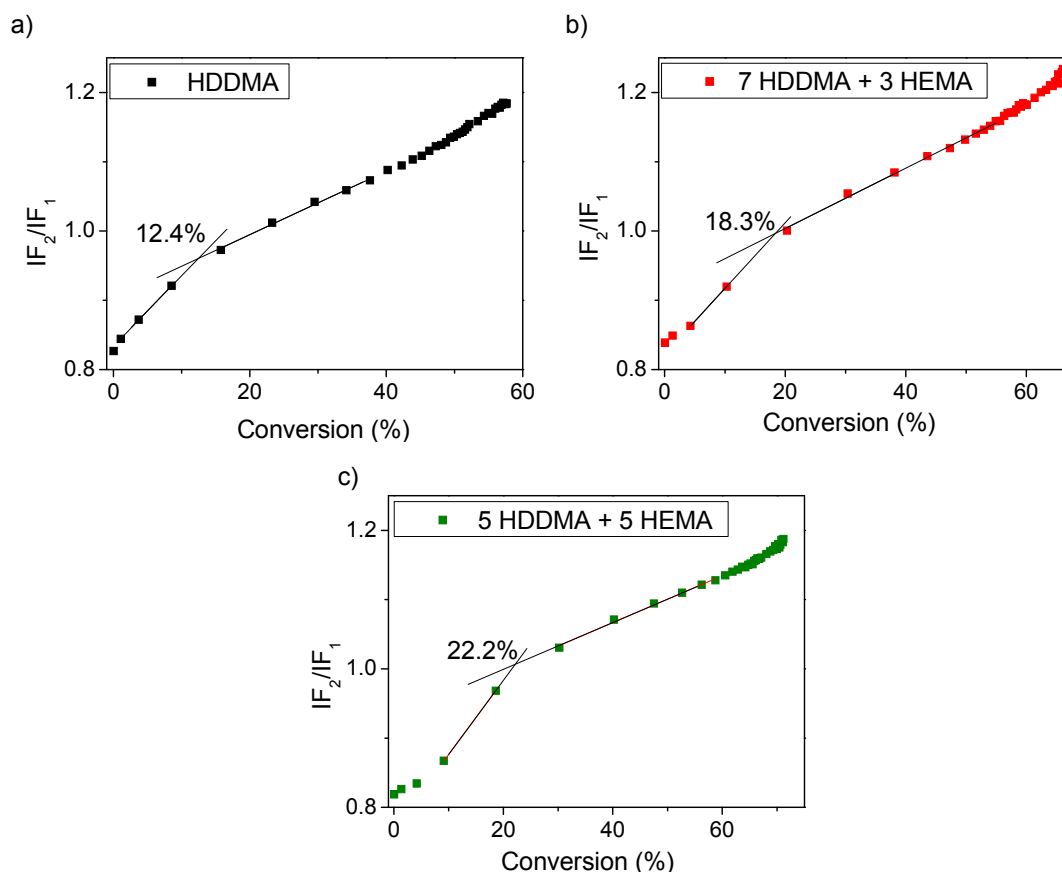 a)
HDDMA
1.2
1.0
0.8
IF₂/IF₁
12.4%
0 20 40 60
Conversion (%)
b)
7 HDDMA + 3 HEMA
1.2
1.0
0.8
IF₂/IF₁
18.3%
0 20 40 60
Conversion (%)
c)
5 HDDMA + 5 HEMA
1.2
1.0
0.8
IF₂/IF₁
22.2%
0 20 40 60
Conversion (%)